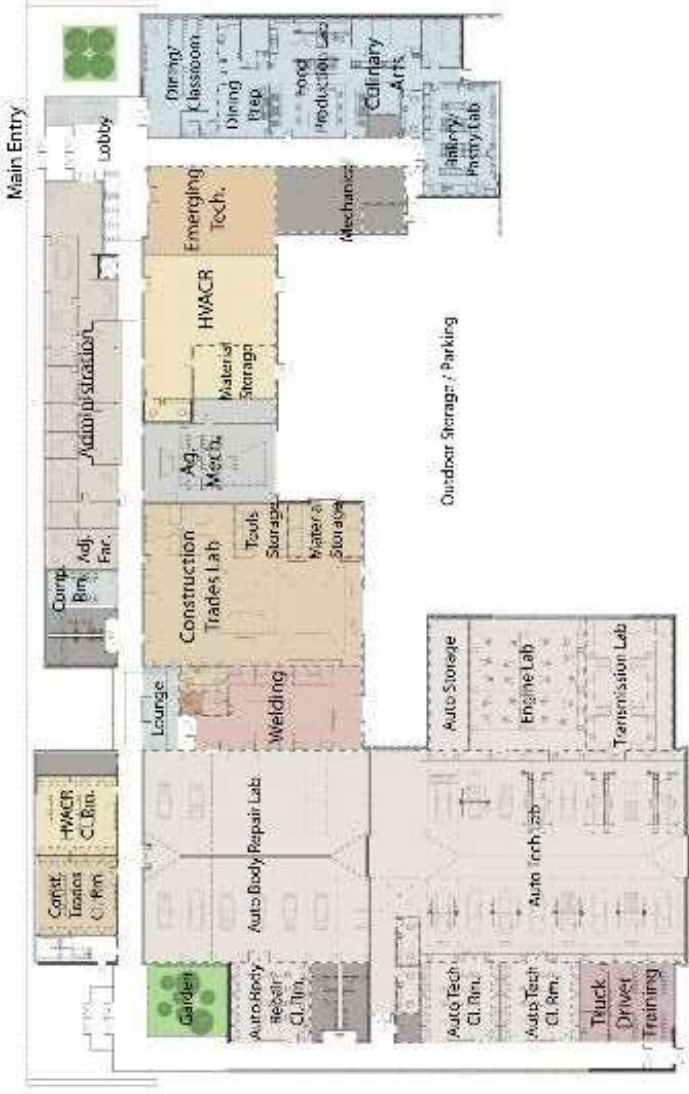 Main Entry
Lobby
Dining/
Classroom
Dining
Prep
Food
Production Lab
Culinary
Arts
Bakery/
Pastry Lab
Emerging
Tech.
Mechanical
HVACR
Material
Storage
Administration
Ag.
Mech.
Adj.
Fac.
Comp.
Rm.
Construction
Trades Lab
Tools
Storage
Material
Storage
Outdoor Storage / Parking
Lounge
Welding
HVACR
Cl. Rm.
Const.
Trades
Cl. Rm.
Auto Body Repair Lab
Auto Storage
Engine Lab
Transmission Lab
Auto Tech Lab
Garden
Auto Body
Repair
Cl. Rm.
Auto Tech
Cl. Rm.
Auto Tech
Cl. Rm.
Truck
Driver
Training